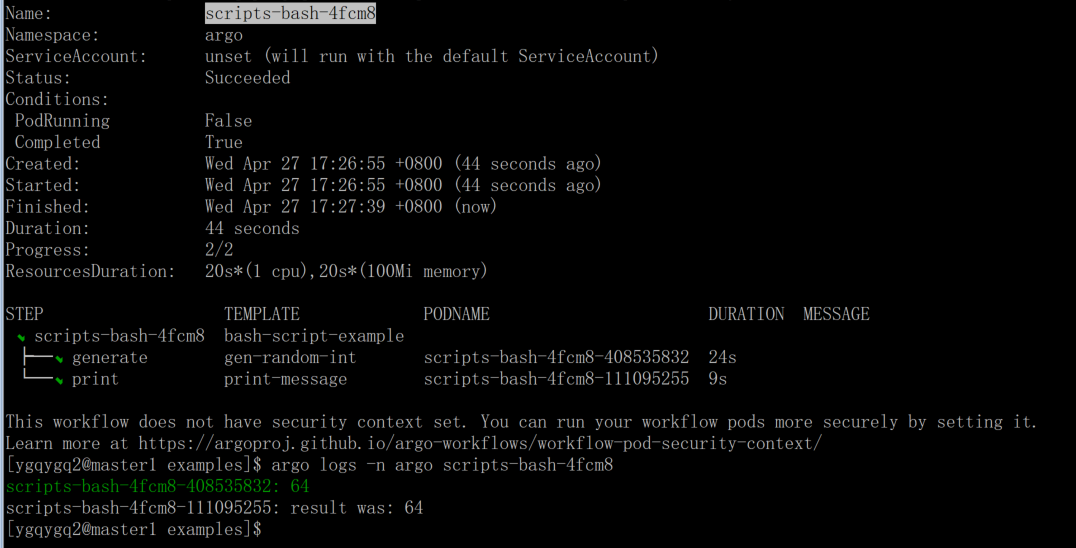 Name:               scripts-bash-4fcm8
Namespace:          argo
ServiceAccount:     unset (will run with the default ServiceAccount)
Status:             Succeeded
Conditions:
 PodRunning         False
 Completed          True
Created:            Wed Apr 27 17:26:55 +0800 (44 seconds ago)
Started:            Wed Apr 27 17:26:55 +0800 (44 seconds ago)
Finished:           Wed Apr 27 17:27:39 +0800 (now)
Duration:           44 seconds
Progress:           2/2
ResourcesDuration:  20s*(1 cpu),20s*(100Mi memory)
STEP                   TEMPLATE             PODNAME                       DURATION  MESSAGE
 ✔ scripts-bash-4fcm8  bash-script-example
 ├──✔ generate         gen-random-int       scripts-bash-4fcm8-408535832  24s
 └──✔ print            print-message        scripts-bash-4fcm8-111095255  9s
This workflow does not have security context set. You can run your workflow pods more securely by setting it.
Learn more at https://argoproj.github.io/argo-workflows/workflow-pod-security-context/
[ygqygq2@master1 examples]$ argo logs -n argo scripts-bash-4fcm8
scripts-bash-4fcm8-408535832: 64
scripts-bash-4fcm8-111095255: result was: 64
[ygqygq2@master1 examples]$